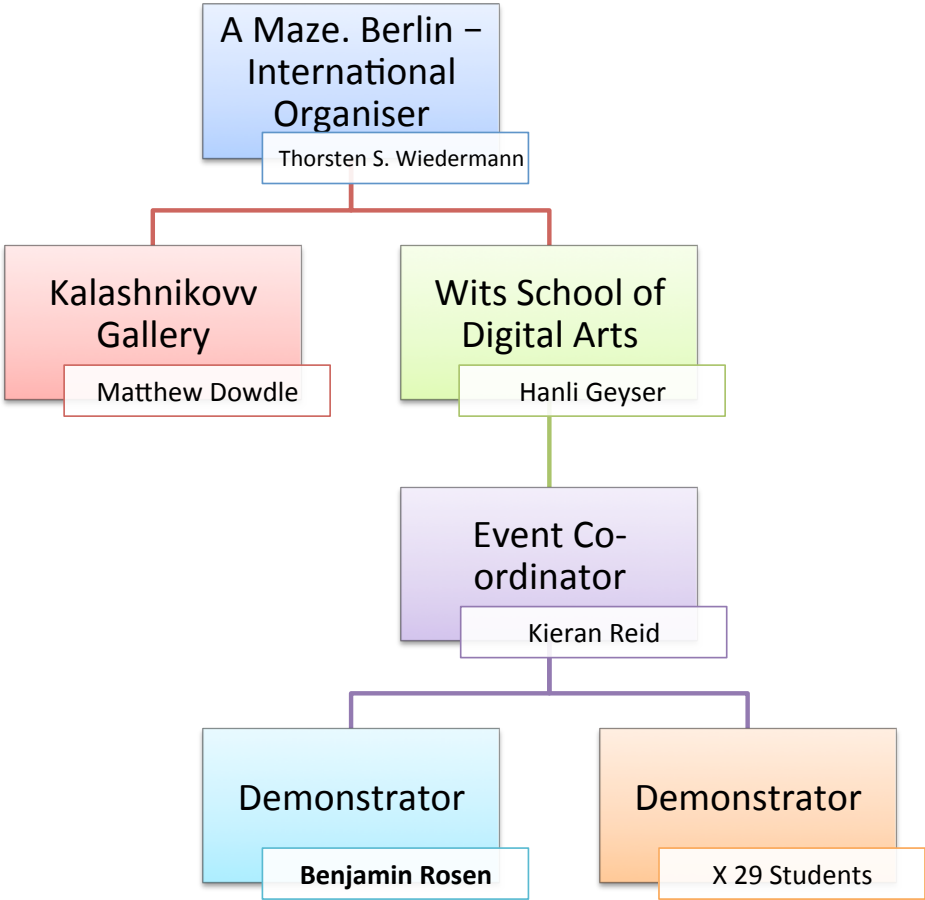 A Maze. Berlin –
International
Organiser
Thorsten S. Wiedermann
Kalashnikovv
Gallery
Matthew Dowdle
Wits School of
Digital Arts
Hanli Geyser
Event Co-
ordinator
Kieran Reid
Demonstrator
Benjamin Rosen
Demonstrator
X 29 Students